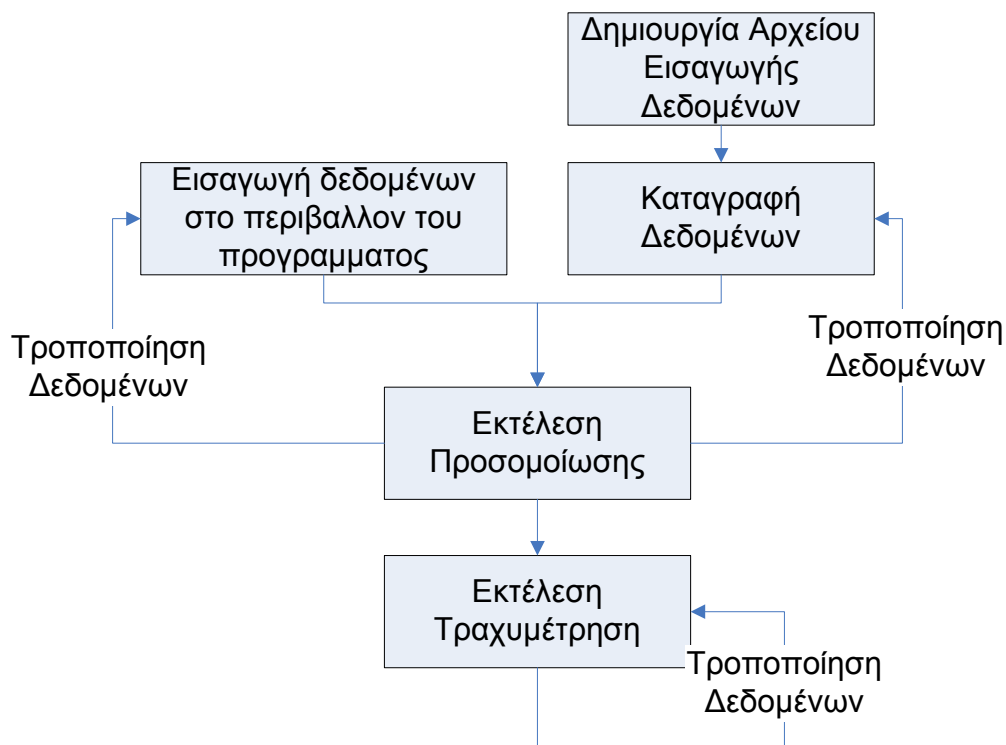 Δημιουργία Αρχείου
Εισαγωγής
Δεδομένων
Εισαγωγή δεδομένων
στο περιβαλλον του
προγραμματος
Καταγραφή
Δεδομένων
Τροποποίηση
Δεδομένων
Τροποποίηση
Δεδομένων
Εκτέλεση
Προσομοίωσης
Εκτέλεση
Τραχυμέτρηση
Τροποποίηση
Δεδομένων